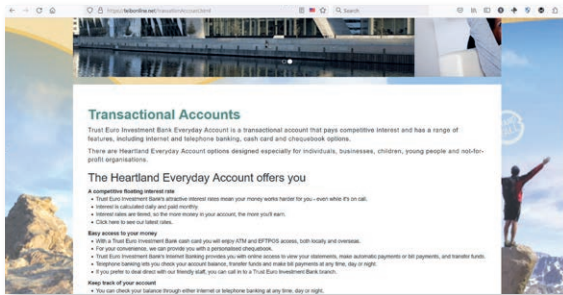 https://teibonline.net/transactionalaccount.html
Search
Transactional Accounts
Trust Euro Investment Bank Everyday Account is a transactional account that pays competitive interest and has a range of
features, including internet and telephone banking, cash card and chequebook options.
There are Heartland Everyday Account options designed especially for individuals, businesses, children, young people and not-for-
profit organisations.
The Heartland Everyday Account offers you
A competitive floating interest rate
• Trust Euro Investment Bank's attractive interest rates mean your money works harder for you - even while it's on call.
• Interest is calculated daily and paid monthly.
• Interest rates are tiered, so the more money in your account, the more you'll earn.
• Click here to see our latest rates.
Easy access to your money
• With a Trust Euro Investment Bank cash card you will enjoy ATM and EFTPOS access, both locally and overseas.
• For your convenience, we can provide you with a personalised chequebook.
• Trust Euro Investment Bank's Internet Banking provides you with online access to view your statements, make automatic payments or bill payments, and transfer funds.
• Telephone banking lets you check your account balance, transfer funds and make bill payments at any time, day or night.
• If you prefer to deal direct with our friendly staff, you can call in to a Trust Euro Investment Bank branch.
Keep track of your account
• You can check your balance through either internet or telephone banking at any time, day or night.